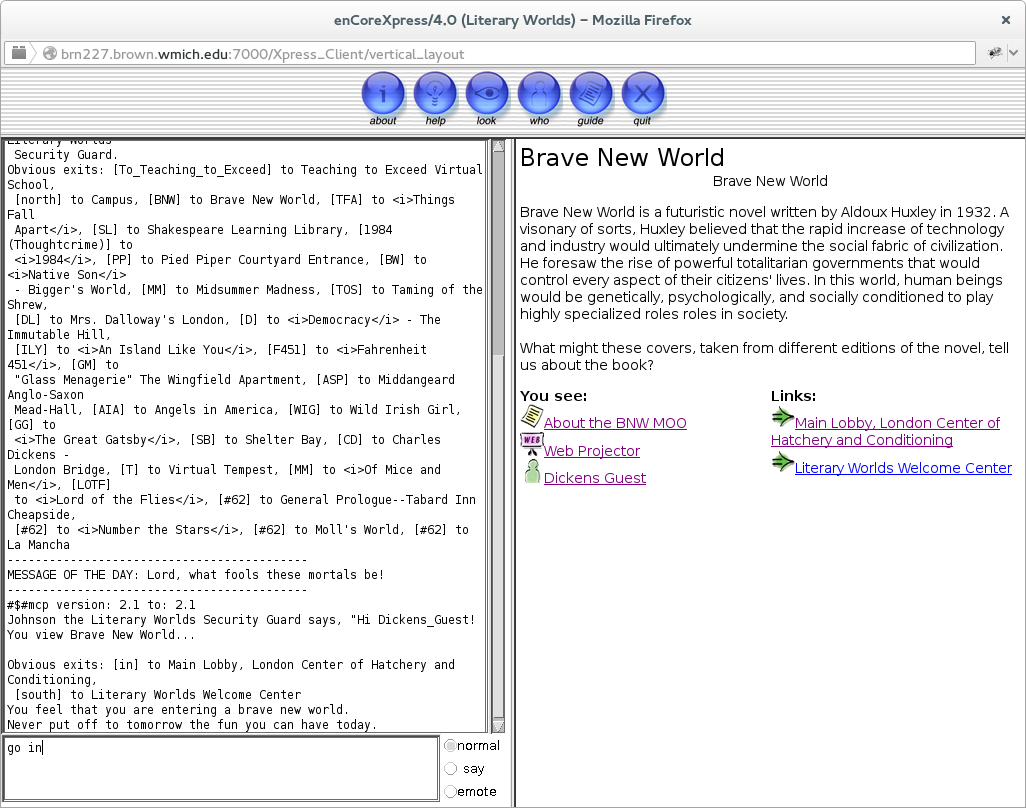 enCoreXpress/4.0 (Literary Worlds) – Mozilla Firefox
brn227.brown.wmich.edu:7000/Xpress_Client/vertical_layout
about help look who guide quit
Literary Worlds
Security Guard.
Obvious exits: [To_Teaching_to_Exceed] to Teaching to Exceed Virtual
School,
[north] to Campus, [BNW] to Brave New World, [TFA] to <i>Things
Fall
Apart</i>, [SL] to Shakespeare Learning Library, [1984
(Thoughtcrime)] to
<i>1984</i>, [PP] to Pied Piper Courtyard Entrance, [BW] to
<i>Native Son</i>
- Bigger's World, [MM] to Midsummer Madness, [TOS] to Taming of the
Shrew,
[DL] to Mrs. Dalloway's London, [D] to <i>Democracy</i> - The
Immutable Hill,
[ILY] to <i>An Island Like You</i>, [F451] to <i>Fahrenheit
451</i>, [GM] to
"Glass Menagerie" The Wingfield Apartment, [ASP] to Middangeard
Anglo-Saxon
Mead-Hall, [AIA] to Angels in America, [WIG] to Wild Irish Girl,
[GG] to
<i>The Great Gatsby</i>, [SB] to Shelter Bay, [CD] to Charles
Dickens -
London Bridge, [T] to Virtual Tempest, [MM] to <i>Of Mice and
Men</i>, [LOTF]
to <i>Lord of the Flies</i>, [#62] to General Prologue--Tabard Inn
Cheapside,
[#62] to <i>Number the Stars</i>, [#62] to Moll's World, [#62] to
La Mancha
-------------------------------------------
MESSAGE OF THE DAY: Lord, what fools these mortals be!
-------------------------------------------
#$#mcp version: 2.1 to: 2.1
Johnson the Literary Worlds Security Guard says, "Hi Dickens_Guest!
You view Brave New World...
Obvious exits: [in] to Main Lobby, London Center of Hatchery and
Conditioning,
[south] to Literary Worlds Welcome Center
You feel that you are entering a brave new world.
Never put off to tomorrow the fun you can have today.
go in
normal
say
emote
Brave New World
Brave New World
Brave New World is a futuristic novel written by Aldoux Huxley in 1932. A
visonary of sorts, Huxley believed that the rapid increase of technology
and industry would ultimately undermine the social fabric of civilization.
He foresaw the rise of powerful totalitarian governments that would
control every aspect of their citizens' lives. In this world, human beings
would be genetically, psychologically, and socially conditioned to play
highly specialized roles roles in society.
What might these covers, taken from different editions of the novel, tell
us about the book?
You see:
About the BNW MOO
WEB Web Projector
Dickens Guest
Links:
Main Lobby, London Center of
Hatchery and Conditioning
Literary Worlds Welcome Center